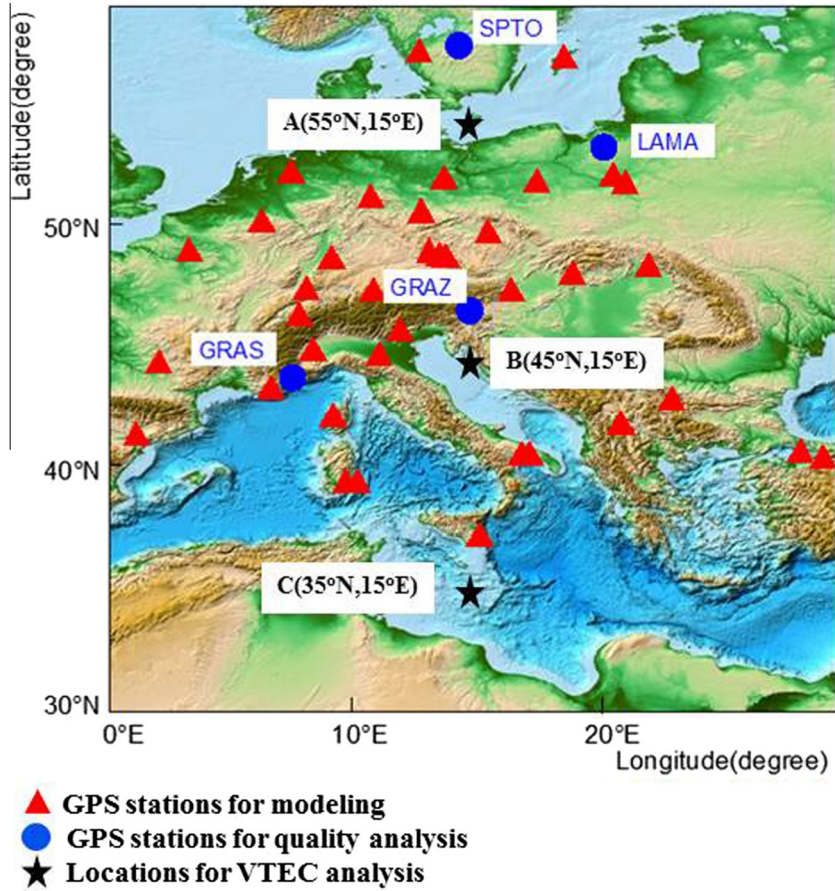 Latitude(degree)
SPTO
A(55°N,15°E)
LAMA
50°N
GRAZ
GRAS
B(45°N,15°E)
40°N
C(35°N,15°E)
30°N
0°E
10°E
20°E
Longitude(degree)
GPS stations for modeling
GPS stations for quality analysis
Locations for VTEC analysis